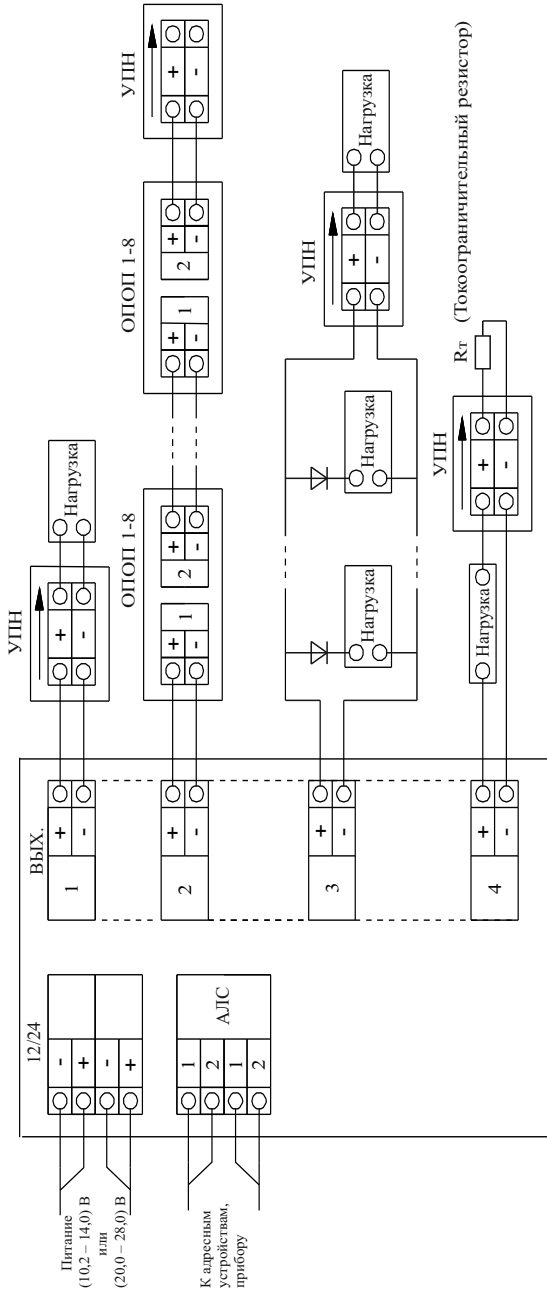 Питание
(10,2 – 14,0) В
или
(20,0 – 28,0) В
12/24
-
+
-
+
К адресным
устройствам,
прибору
1
2
1
2
АЛС
ВЫХ.
1
+
-
УПН
+
-
Нагрузка
2
+
-
ОПОП 1-8
+
-
1
+
-
2
ОПОП 1-8
+
-
1
+
-
2
УПН
+
-
3
+
-
Нагрузка
Нагрузка
УПН
+
-
Нагрузка
4
+
-
Нагрузка
УПН
+
-
Rт (Токоограничительный резистор)